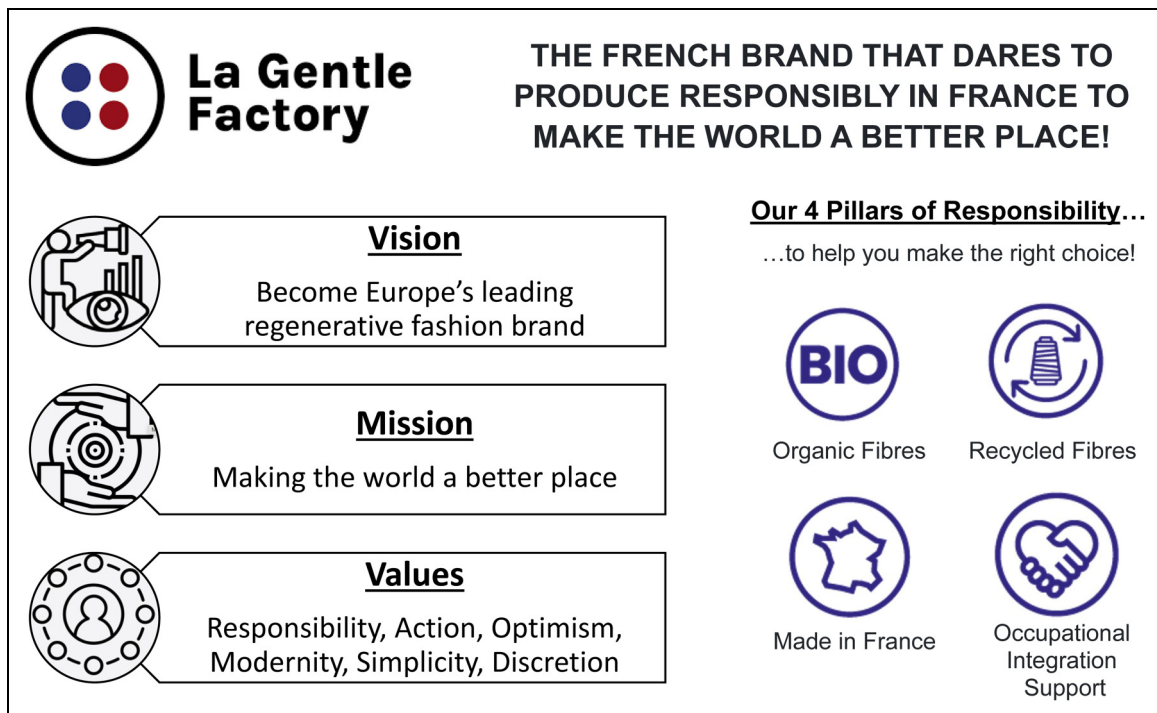 La Gentle
Factory
THE FRENCH BRAND THAT DARES TO
PRODUCE RESPONSIBLY IN FRANCE TO
MAKE THE WORLD A BETTER PLACE!
Vision
Become Europe’s leading
regenerative fashion brand
Mission
Making the world a better place
Values
Responsibility, Action, Optimism,
Modernity, Simplicity, Discretion
Our 4 Pillars of Responsibility…
…to help you make the right choice!
BIO
Organic Fibres
Recycled Fibres
Made in France
Occupational
Integration
Support